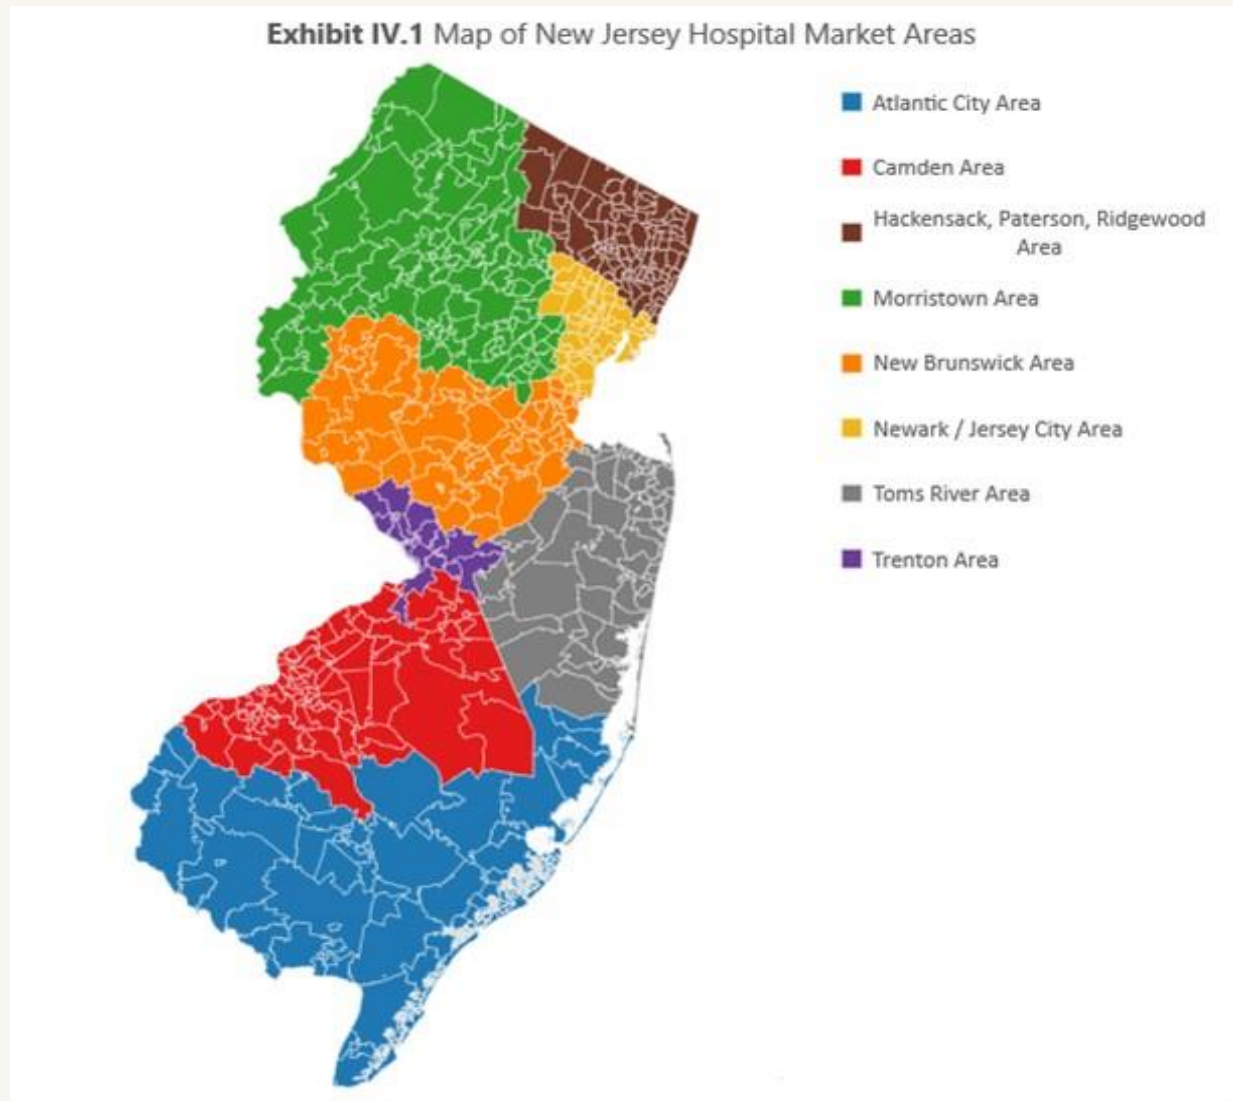 Exhibit IV.1 Map of New Jersey Hospital Market Areas
Atlantic City Area
Camden Area
Hackensack, Paterson, Ridgewood
Area
Morristown Area
New Brunswick Area
Newark / Jersey City Area
Toms River Area
Trenton Area